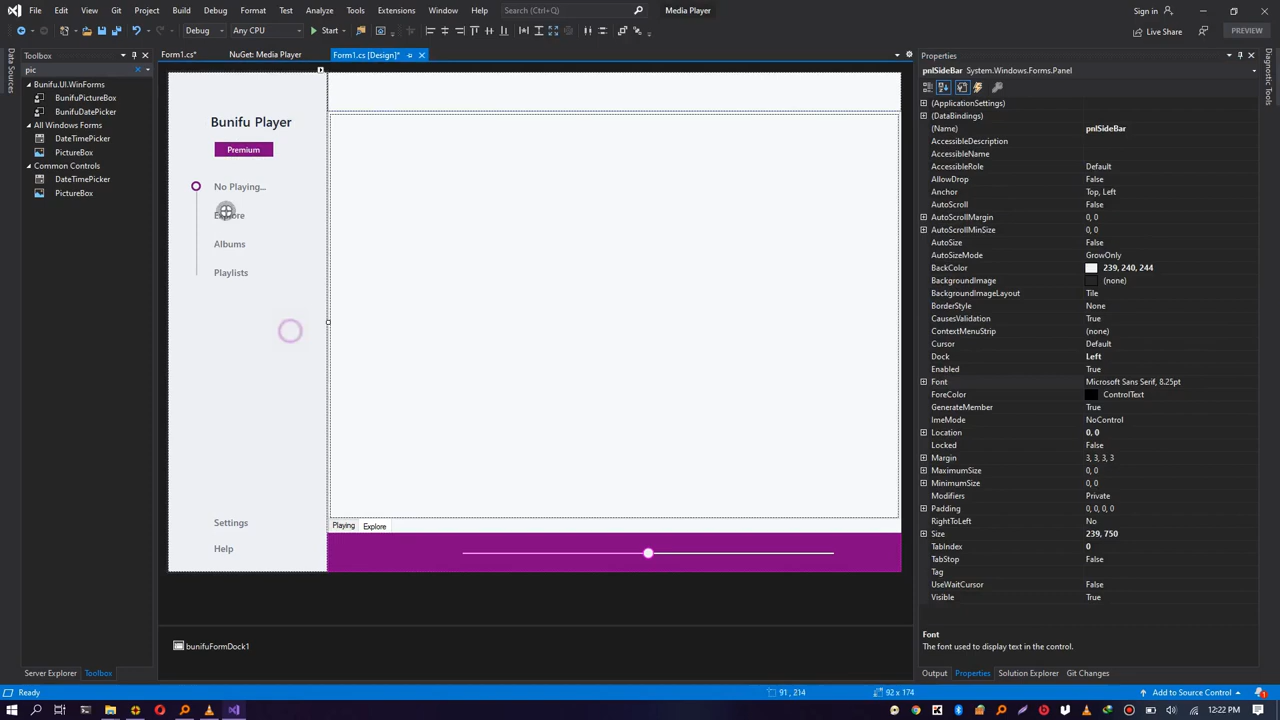 File Edit View Git Project Build Debug Format Test Analyze Tools Extensions Window Help Search (Ctrl+Q) Media Player Sign in PREVIEW
Debug Any CPU Start Live Share
Data Sources
Toolbox
pic
Bunifu.UI.WinForms
BunifuPictureBox
BunifuDatePicker
All Windows Forms
DateTimePicker
PictureBox
Common Controls
DateTimePicker
PictureBox
Server Explorer Toolbox
Form1.cs* NuGet: Media Player Form1.cs [Design]*
Bunifu Player
Premium
No Playing...
Explore
Albums
Playlists
Settings
Help
Playing Explore
bunifuFormDock1
Properties
pnlSideBar System.Windows.Forms.Panel
(ApplicationSettings)
(DataBindings)
(Name) pnlSideBar
AccessibleDescription
AccessibleName
AccessibleRole Default
AllowDrop False
Anchor Top, Left
AutoScroll False
AutoScrollMargin 0, 0
AutoScrollMinSize 0, 0
AutoSize False
AutoSizeMode GrowOnly
BackColor 239, 240, 244
BackgroundImage (none)
BackgroundImageLayout Tile
BorderStyle None
CausesValidation True
ContextMenuStrip (none)
Cursor Default
Dock Left
Enabled True
Font Microsoft Sans Serif, 8.25pt
ForeColor ControlText
GenerateMember True
ImeMode NoControl
Location 0, 0
Locked False
Margin 3, 3, 3, 3
MaximumSize 0, 0
MinimumSize 0, 0
Modifiers Private
Padding 0, 0, 0, 0
RightToLeft No
Size 239, 750
TabIndex 0
TabStop False
Tag
UseWaitCursor False
Visible True
Font
The font used to display text in the control.
Output Properties Solution Explorer Git Changes
Diagnostic Tools
Ready 91 , 214 92 x 174 Add to Source Control 1
12:22 PM